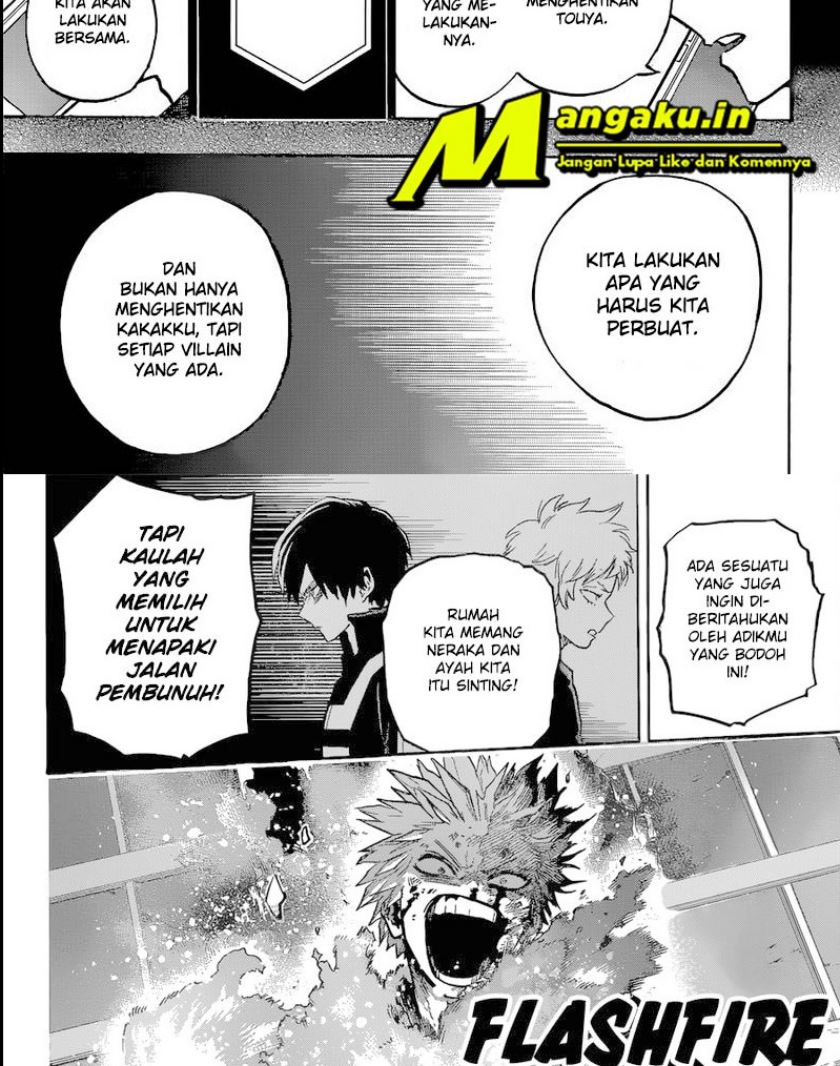 MENGHENTIKAN
TOUYA.
YANG ME-
LAKUKAN-
NYA.
KITA AKAN
LAKUKAN
BERSAMA.
Mangaku.in
Jangan Lupa Like dan Komennya
KITA LAKUKAN
APA YANG
HARUS KITA
PERBUAT.
DAN
BUKAN HANYA
MENGHENTIKAN
KAKAKKU, TAPI
SETIAP VILLAIN
YANG ADA.
ADA SESUATU
YANG JUGA
INGIN DI-
BERITAHUKAN
OLEH ADIKMU
YANG BODOH
INI!
RUMAH
KITA MEMANG
NERAKA DAN
AYAH KITA
ITU SINTING!
TAPI
KAULAH
YANG
MEMILIH
UNTUK
MENAPAKI
JALAN
PEMBUNUH!
FLASHFIRE